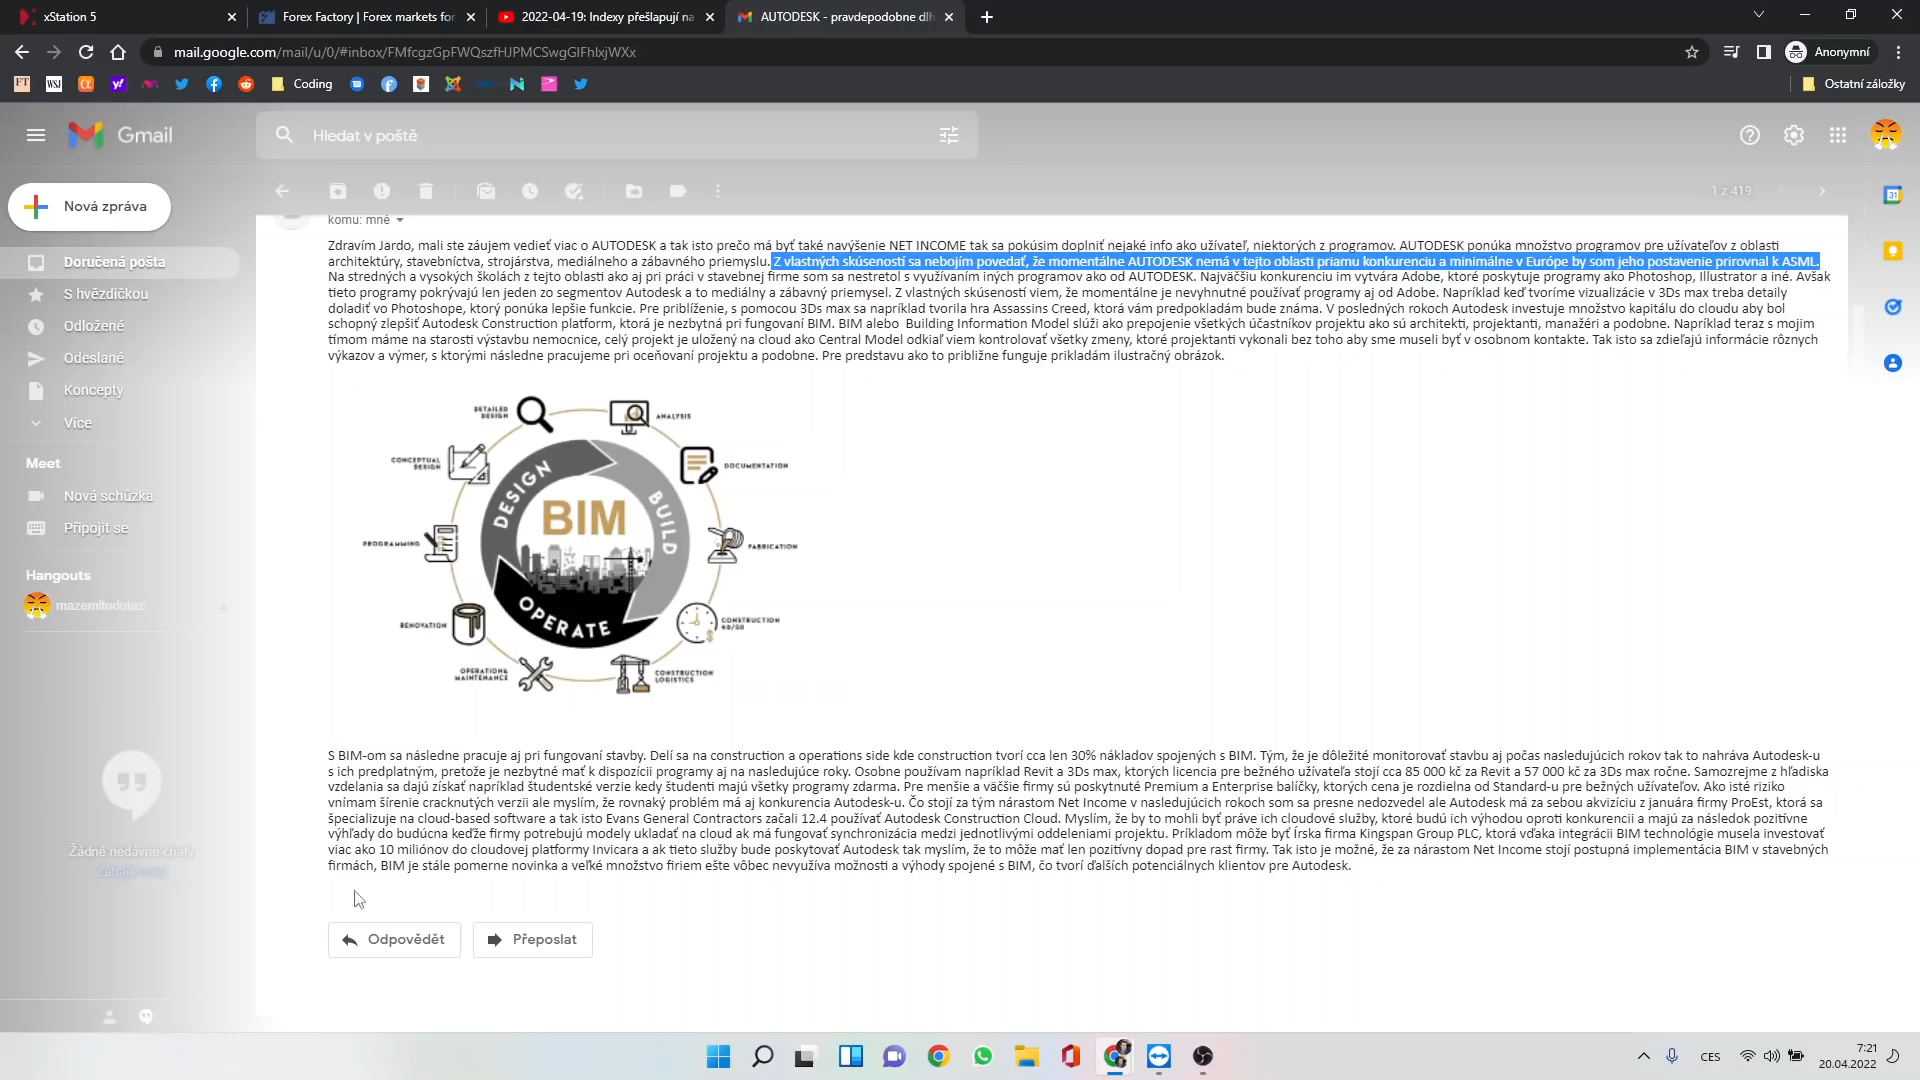 xStation 5
Forex Factory | Forex markets for
2022-04-19: Indexy přešlapují na
AUTODESK - pravdepodobne dlh
mail.google.com/mail/u/0/#inbox/FMfcgzGpFWQszfHJPMCSwgGlFhlxjWXx
Anonymní
FT
WSJ
Coding
Ostatní záložky
Gmail
Hledat v poště
Nová zpráva
1 z 419
komu: mně
Doručená pošta
S hvězdičkou
Odložené
Odeslané
Koncepty
Více
Meet
Nová schůzka
Připojit se
Hangouts
mazemitodotaz
Žádné nedávné chaty
Zahájit nový
Zdravím Jardo, mali ste záujem vedieť viac o AUTODESK a tak isto prečo má byť také navýšenie NET INCOME tak sa pokúsim doplniť nejaké info ako užívateľ, niektorých z programov. AUTODESK ponúka množstvo programov pre užívateľov z oblasti
architektúry, stavebníctva, strojárstva, mediálneho a zábavného priemyslu. Z vlastných skúseností sa nebojím povedať, že momentálne AUTODESK nemá v tejto oblasti priamu konkurenciu a minimálne v Európe by som jeho postavenie prirovnal k ASML.
Na stredných a vysokých školách z tejto oblasti ako aj pri práci v stavebnej firme som sa nestretol s využívaním iných programov ako od AUTODESK. Najväčšiu konkurenciu im vytvára Adobe, ktoré poskytuje programy ako Photoshop, Illustrator a iné. Avšak
tieto programy pokrývajú len jeden zo segmentov Autodesk a to mediálny a zábavný priemysel. Z vlastných skúseností viem, že momentálne je nevyhnutné používať programy aj od Adobe. Napríklad keď tvoríme vizualizácie v 3Ds max treba detaily
doladiť vo Photoshope, ktorý ponúka lepšie funkcie. Pre priblíženie, s pomocou 3Ds max sa napríklad tvorila hra Assassins Creed, ktorá vám predpokladám bude známa. V posledných rokoch Autodesk investuje množstvo kapitálu do cloudu aby bol
schopný zlepšiť Autodesk Construction platform, ktorá je nezbytná pri fungovaní BIM. BIM alebo  Building Information Model slúži ako prepojenie všetkých účastníkov projektu ako sú architekti, projektanti, manažéri a podobne. Napríklad teraz s mojim
tímom máme na starosti výstavbu nemocnice, celý projekt je uložený na cloud ako Central Model odkiaľ viem kontrolovať všetky zmeny, ktoré projektanti vykonali bez toho aby sme museli byť v osobnom kontakte. Tak isto sa zdieľajú informácie rôznych
výkazov a výmer, s ktorými následne pracujeme pri oceňovaní projektu a podobne. Pre predstavu ako to približne funguje prikladám ilustračný obrázok.
DETAILED DESIGN
ANALYSIS
CONCEPTUAL DESIGN
DOCUMENTATION
DESIGN
BUILD
BIM
PROGRAMMING
FABRICATION
OPERATE
RENOVATION
CONSTRUCTION 4D/5D
OPERATION& MAINTENANCE
CONSTRUCTION LOGISTICS
S BIM-om sa následne pracuje aj pri fungovaní stavby. Delí sa na construction a operations side kde construction tvorí cca len 30% nákladov spojených s BIM. Tým, že je dôležité monitorovať stavbu aj počas nasledujúcich rokov tak to nahráva Autodesk-u
s ich predplatným, pretože je nezbytné mať k dispozícii programy aj na nasledujúce roky. Osobne používam napríklad Revit a 3Ds max, ktorých licencia pre bežného užívateľa stojí cca 85 000 kč za Revit a 57 000 kč za 3Ds max ročne. Samozrejme z hľadiska
vzdelania sa dajú získať napríklad študentské verzie kedy študenti majú všetky programy zdarma. Pre menšie a väčšie firmy sú poskytnuté Premium a Enterprise balíčky, ktorých cena je rozdielna od Standard-u pre bežných užívateľov. Ako isté riziko
vnímam šírenie cracknutých verzii ale myslím, že rovnaký problém má aj konkurencia Autodesk-u. Čo stojí za tým nárastom Net Income v nasledujúcich rokoch som sa presne nedozvedel ale Autodesk má za sebou akvizíciu z januára firmy ProEst, ktorá sa
špecializuje na cloud-based software a tak isto Evans General Contractors začali 12.4 používať Autodesk Construction Cloud. Myslím, že by to mohli byť práve ich cloudové služby, ktoré budú ich výhodou oproti konkurencii a majú za následok pozitívne
výhľady do budúcna keďže firmy potrebujú modely ukladať na cloud ak má fungovať synchronizácia medzi jednotlivými oddeleniami projektu. Príkladom môže byť Írska firma Kingspan Group PLC, ktorá vďaka integrácii BIM technológie musela investovať
viac ako 10 miliónov do cloudovej platformy Invicara a ak tieto služby bude poskytovať Autodesk tak myslím, že to môže mať len pozitívny dopad pre rast firmy. Tak isto je možné, že za nárastom Net Income stojí postupná implementácia BIM v stavebných
firmách, BIM je stále pomerne novinka a veľké množstvo firiem ešte vôbec nevyužíva možnosti a výhody spojené s BIM, čo tvorí ďalších potenciálnych klientov pre Autodesk.
Odpovědět
Přeposlat
CES
7:21
20.04.2022